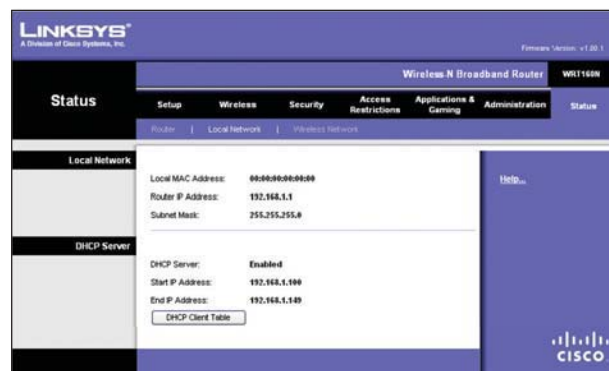 LINKSYS®
A Division of Cisco Systems, Inc.
Firmware Version: v1.00.1
Wireless-N Broadband Router
WRT160N
Status
Setup
Wireless
Security
Access Restrictions
Applications & Gaming
Administration
Status
Router | Local Network | Wireless Network
Local Network
Local MAC Address: 00:00:00:00:00:00
Router IP Address: 192.168.1.1
Subnet Mask: 255.255.255.0
Help...
DHCP Server
DHCP Server: Enabled
Start IP Address: 192.168.1.100
End IP Address: 192.168.1.149
DHCP Client Table
CISCO